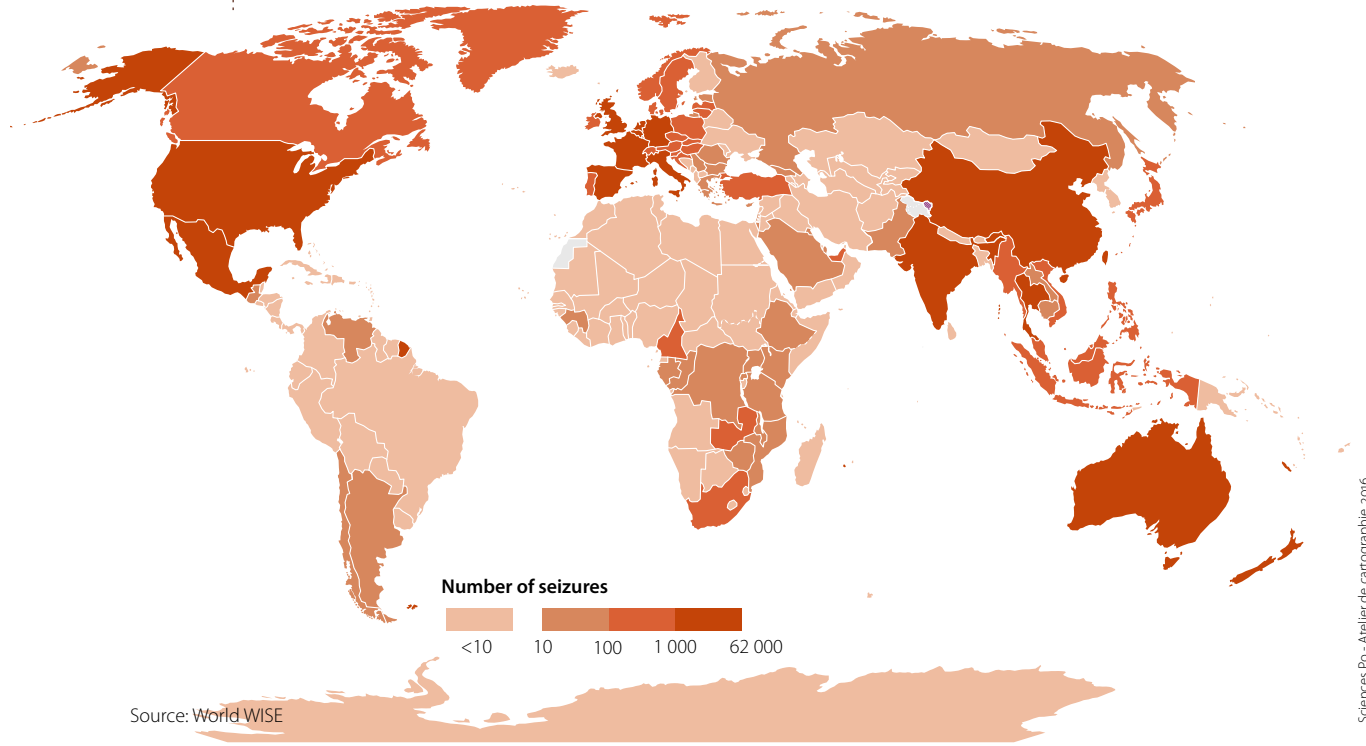 Number of seizures
<10 10 100 1 000 62 000
Source: World WISE
Sciences Po - Atelier de cartographie 2016